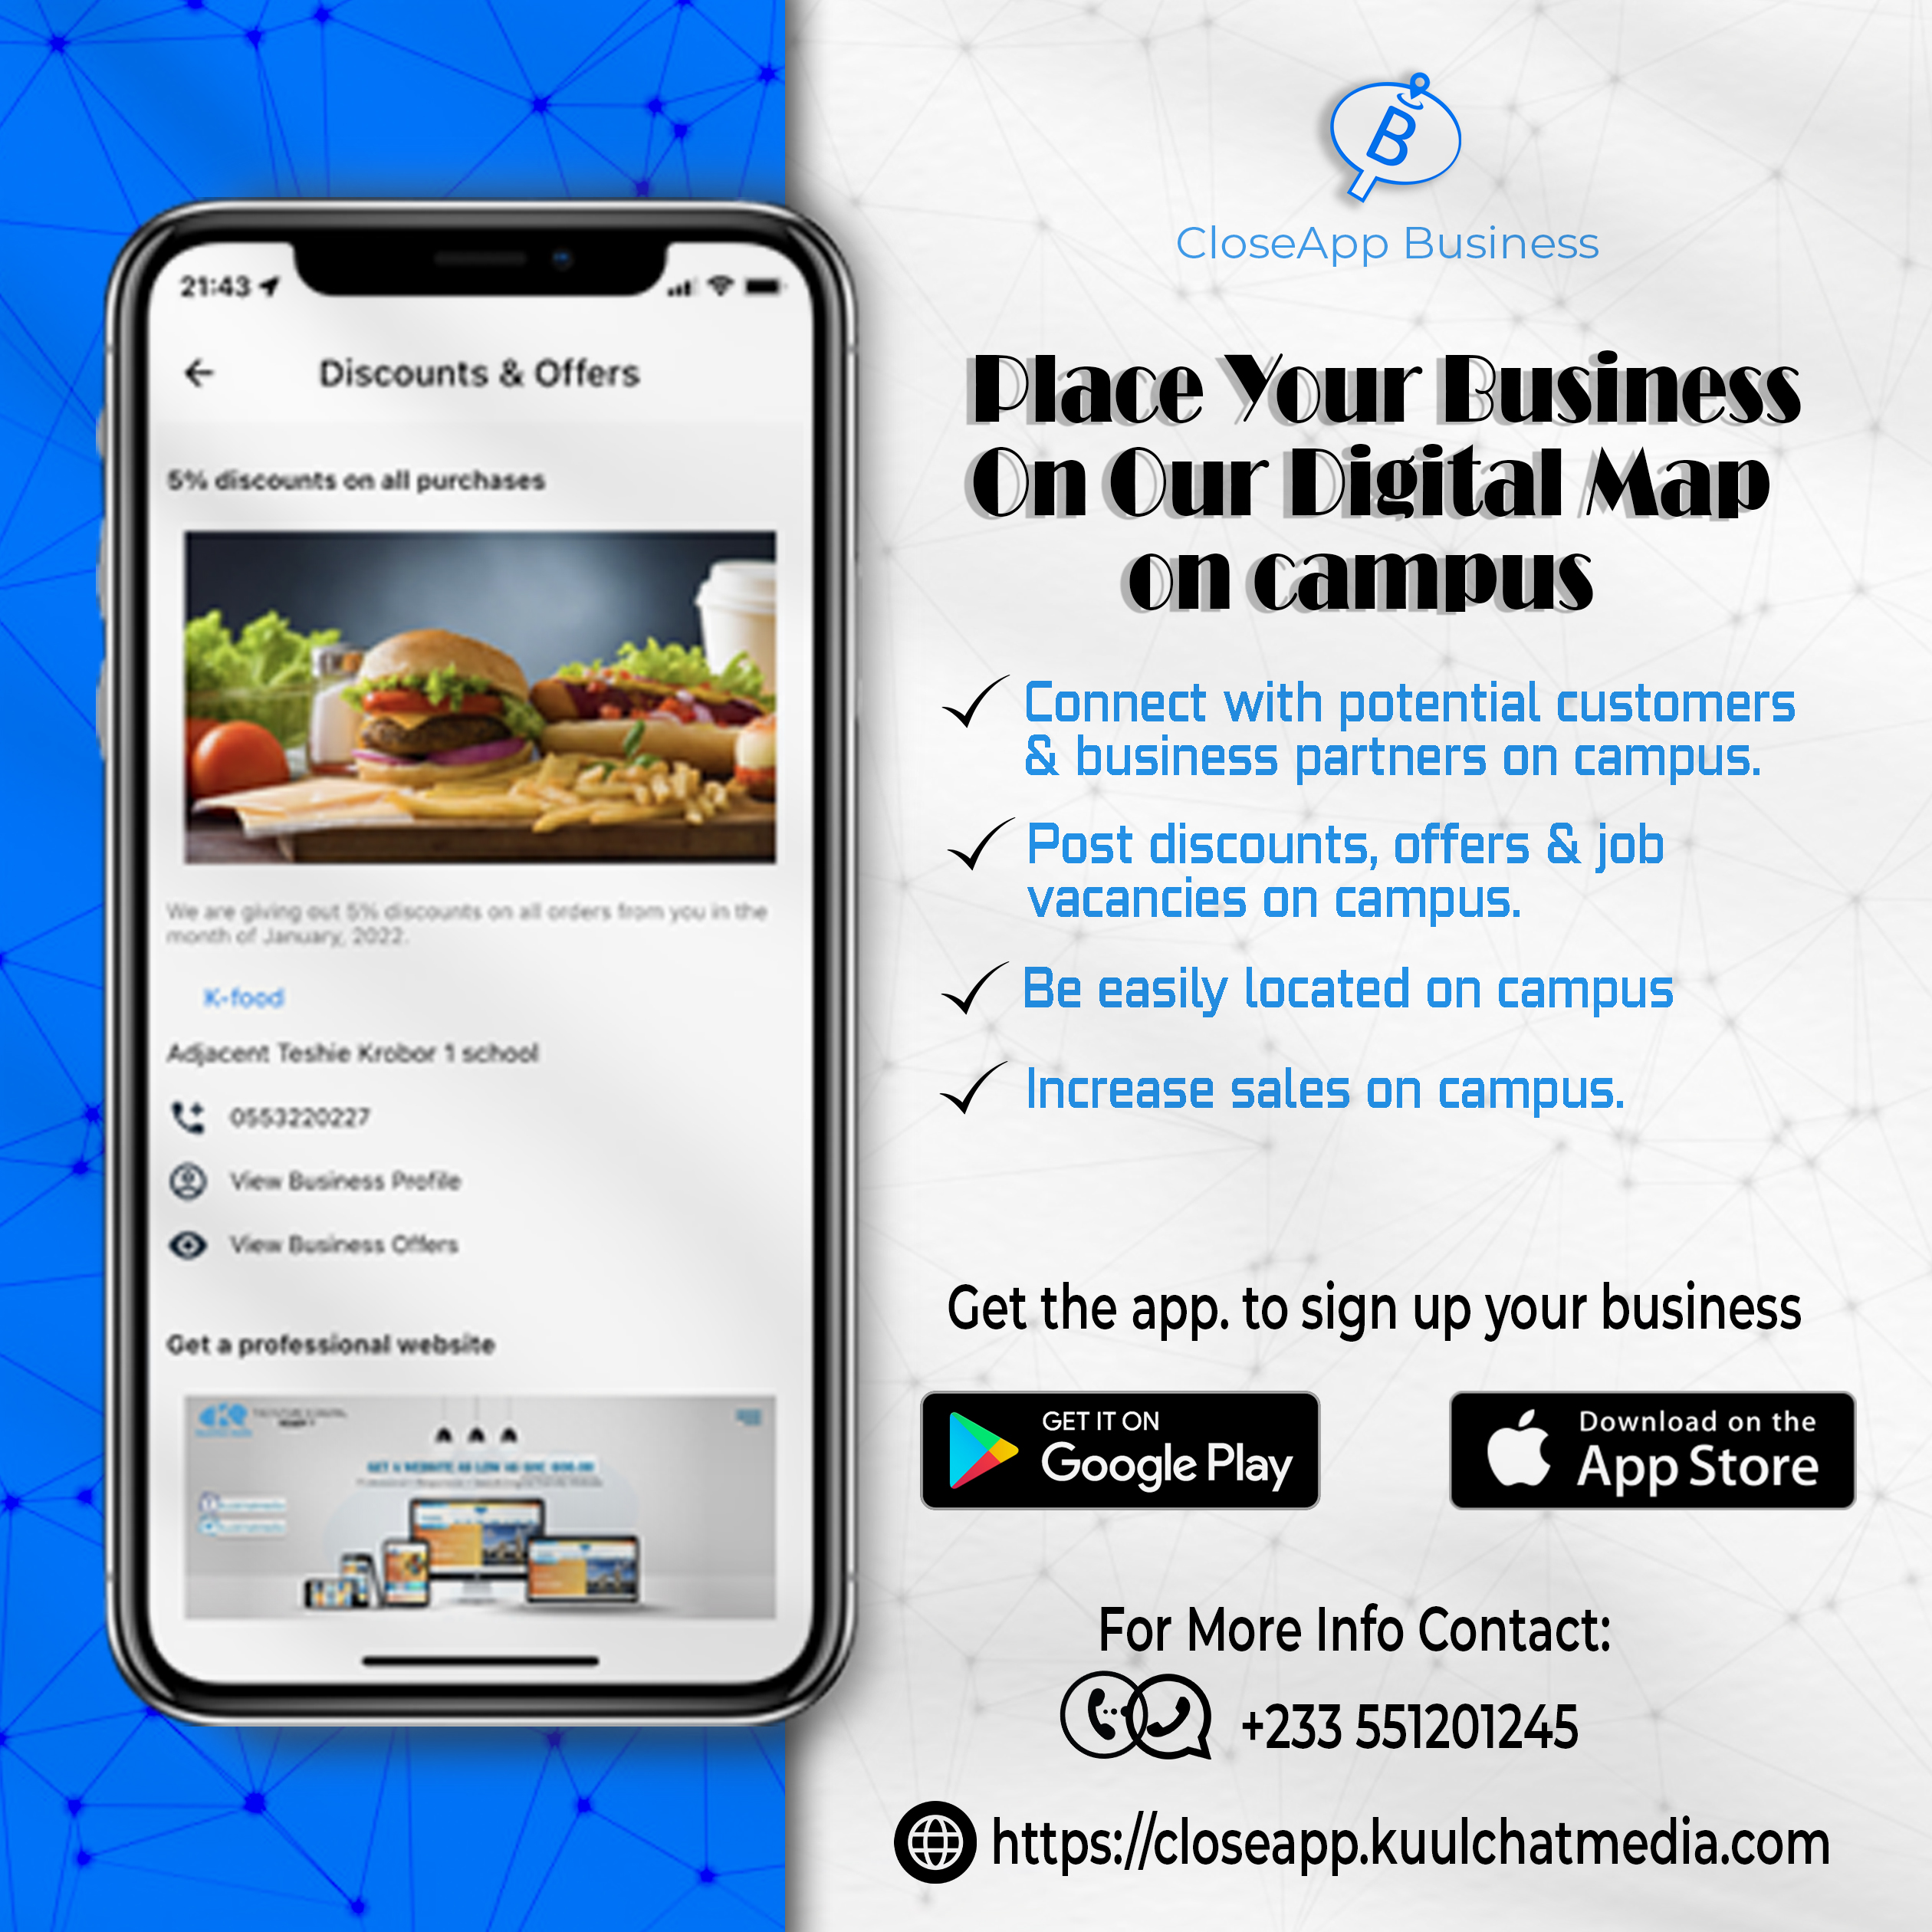 21:43
Discounts & Offers
5% discounts on all purchases
We are giving out 5% discounts on all orders from you in the
month of January, 2022.
K-food
Adjacent Teshie Krobor 1 school
0553220227
View Business Profile
View Business Offers
Get a professional website
B
CloseApp Business
Place Your Business
On Our Digital Map
on campus
Connect with potential customers
& business partners on campus.
Post discounts, offers & job
vacancies on campus.
Be easily located on campus
Increase sales on campus.
Get the app. to sign up your business
GET IT ON
Google Play
Download on the
App Store
For More Info Contact:
+233 551201245
https://closeapp.kuulchatmedia.com